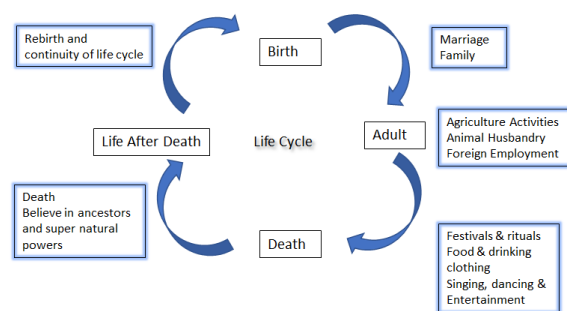 Rebirth and
continuity of life cycle
Birth
Marriage
Family
Life After Death
Life Cycle
Adult
Agriculture Activities
Animal Husbandry
Foreign Employment
Death
Believe in ancestors
and super natural
powers
Death
Festivals & rituals
Food & drinking
clothing
Singing, dancing &
Entertainment